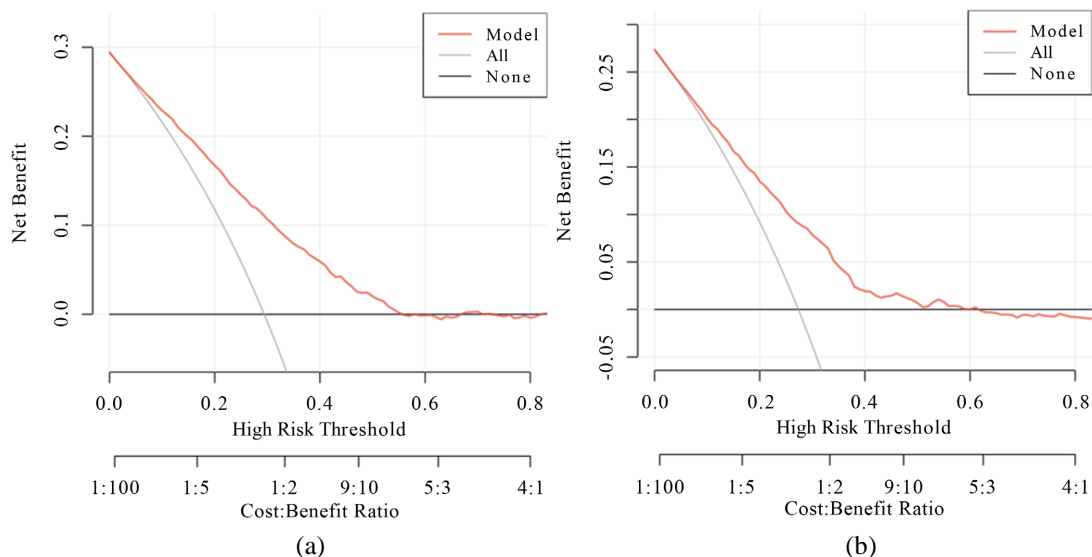 Model
All
None
Net Benefit
0.3
0.2
0.1
0.0
0.0 0.2 0.4 0.6 0.8
High Risk Threshold
1:100 1:5 1:2 9:10 5:3 4:1
Cost:Benefit Ratio
(a)
Model
All
None
Net Benefit
0.25
0.15
0.05
-0.05
0.0 0.2 0.4 0.6 0.8
High Risk Threshold
1:100 1:5 1:2 9:10 5:3 4:1
Cost:Benefit Ratio
(b)